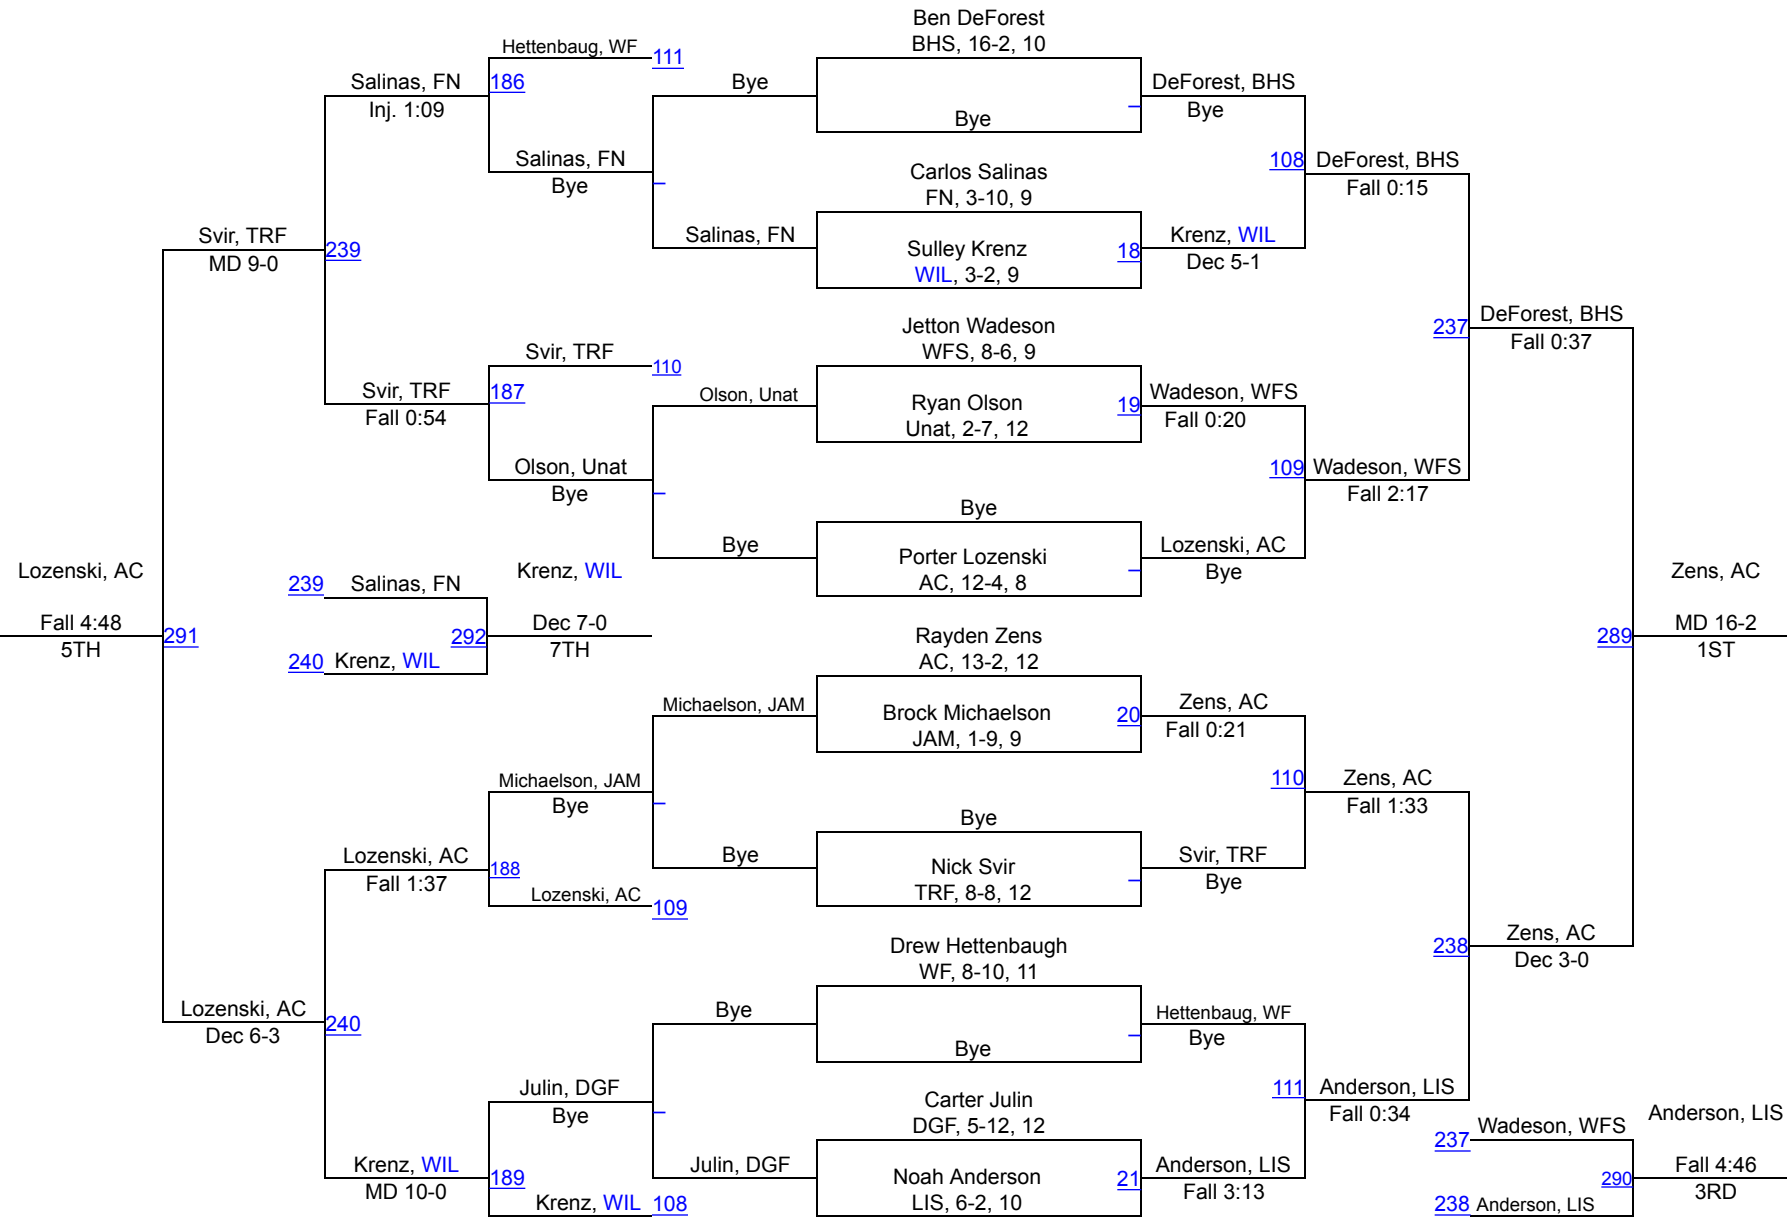 Ben DeForest
BHS, 16-2, 10
Hettenbaug, WF
111
Salinas, FN
186
Inj. 1:09
Bye
DeForest, BHS
Bye
Bye
Salinas, FN
Bye
108
DeForest, BHS
Fall 0:15
Carlos Salinas
FN, 3-10, 9
Salinas, FN
Sulley Krenz
WIL, 3-2, 9
18
Krenz, WIL
Dec 5-1
Svir, TRF
MD 9-0
239
Jetton Wadeson
WFS, 8-6, 9
237
DeForest, BHS
Fall 0:37
Svir, TRF
110
Svir, TRF
Fall 0:54
187
Olson, Unat
Ryan Olson
Unat, 2-7, 12
19
Wadeson, WFS
Fall 0:20
Olson, Unat
Bye
109
Wadeson, WFS
Fall 2:17
Bye
Bye
Porter Lozenski
AC, 12-4, 8
Lozenski, AC
Bye
Lozenski, AC
Fall 4:48
5TH
291
239
Salinas, FN
240
Krenz, WIL
292
Krenz, WIL
Dec 7-0
7TH
Zens, AC
289
MD 16-2
1ST
Rayden Zens
AC, 13-2, 12
Michaelson, JAM
Brock Michaelson
JAM, 1-9, 9
20
Zens, AC
Fall 0:21
Michaelson, JAM
Bye
110
Zens, AC
Fall 1:33
Bye
Bye
Nick Svir
TRF, 8-8, 12
Svir, TRF
Bye
Lozenski, AC
Fall 1:37
188
Lozenski, AC
109
Drew Hettenbaugh
WF, 8-10, 11
238
Zens, AC
Dec 3-0
Lozenski, AC
Dec 6-3
240
Bye
Bye
Hettenbaug, WF
Bye
Julin, DGF
Bye
111
Anderson, LIS
Fall 0:34
Carter Julin
DGF, 5-12, 12
Julin, DGF
Noah Anderson
LIS, 6-2, 10
21
Anderson, LIS
Fall 3:13
Krenz, WIL
MD 10-0
189
Krenz, WIL
108
237
Wadeson, WFS
238
Anderson, LIS
290
Anderson, LIS
Fall 4:46
3RD